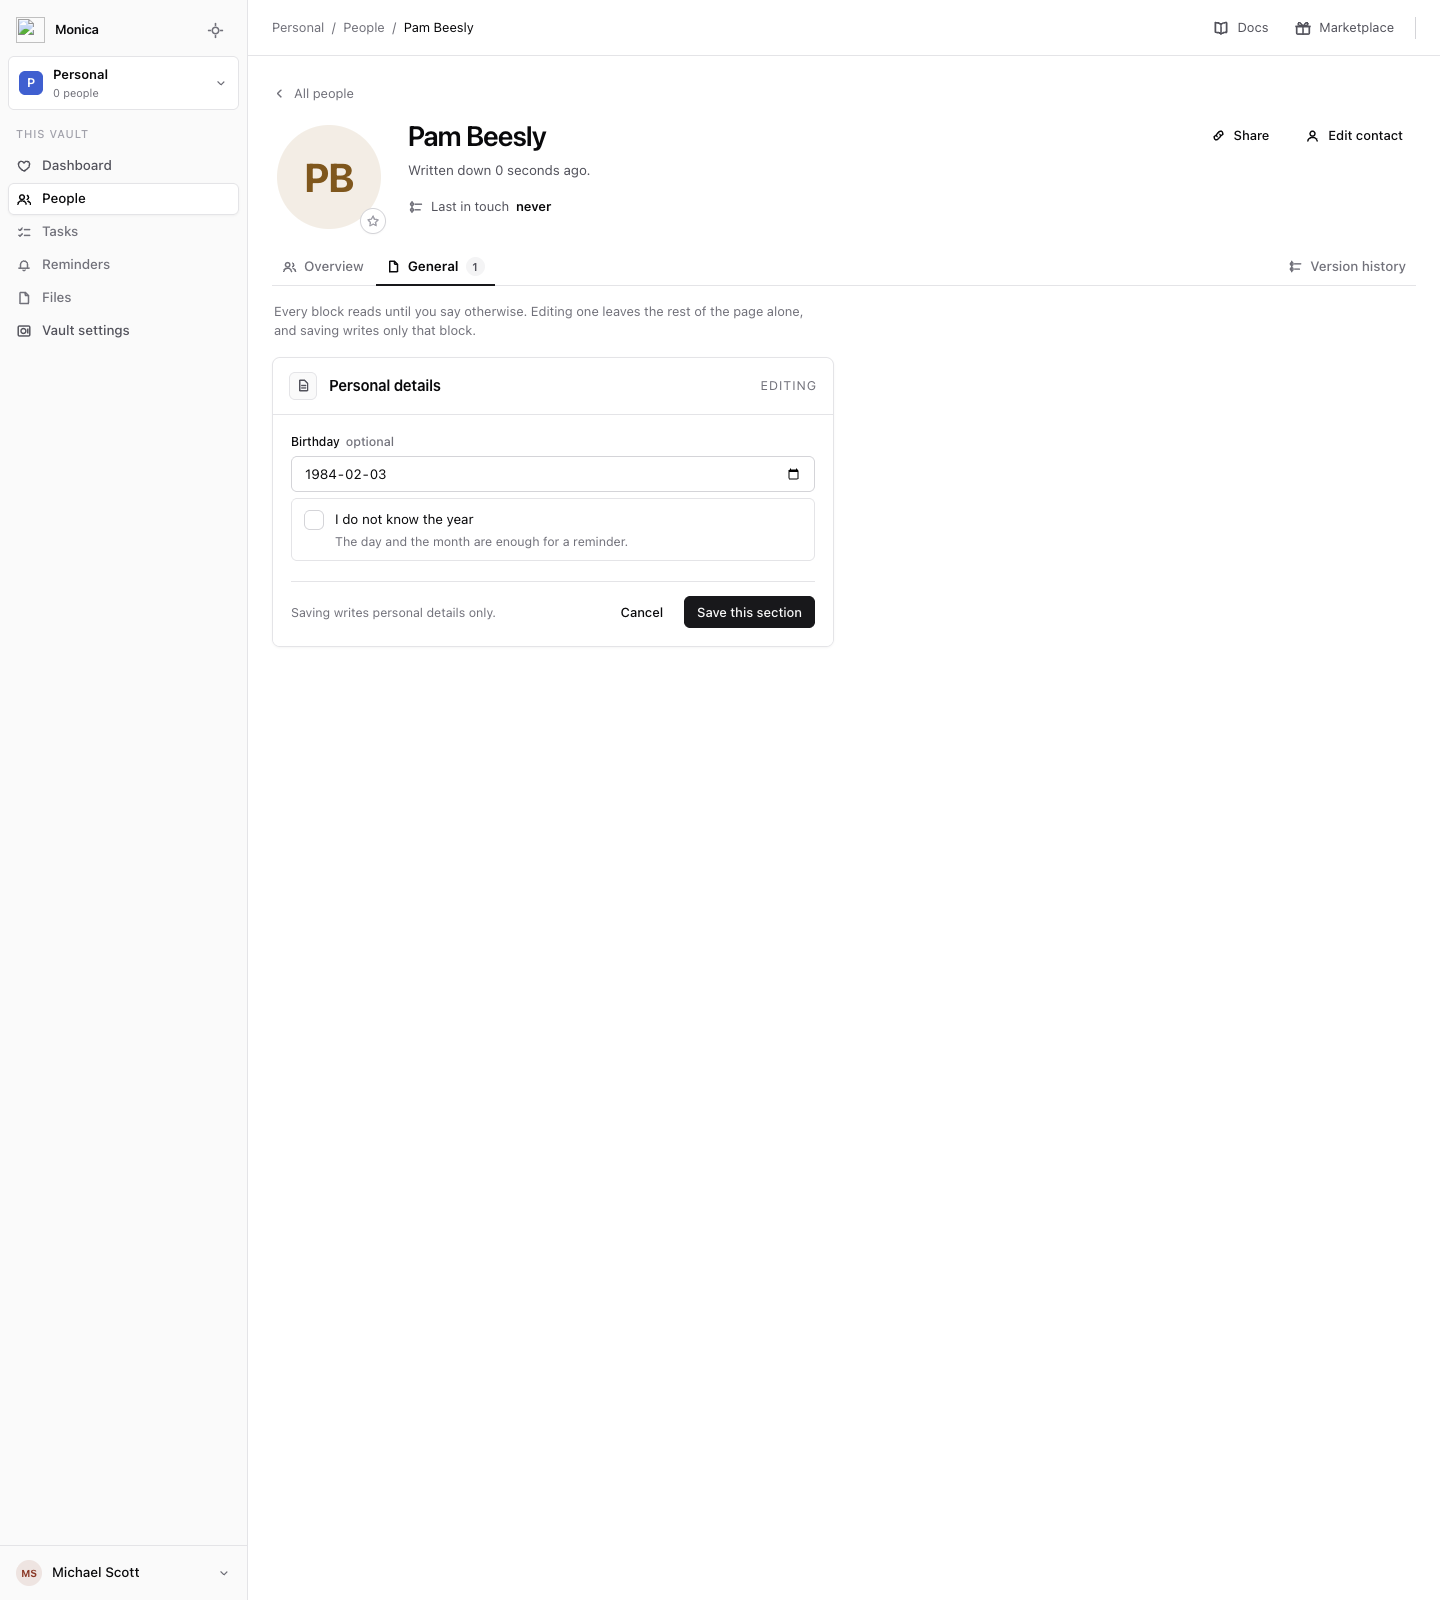 Monica
P
Personal
0 people
THIS VAULT
Dashboard
People
Tasks
Reminders
Files
Vault settings
MS
Michael Scott
Personal / People / Pam Beesly
Docs
Marketplace
All people
PB
Pam Beesly
Written down 0 seconds ago.
Last in touch never
Share
Edit contact
Overview
General 1
Version history
Every block reads until you say otherwise. Editing one leaves the rest of the page alone,
and saving writes only that block.
Personal details
EDITING
Birthday optional
1984-02-03
I do not know the year
The day and the month are enough for a reminder.
Saving writes personal details only.
Cancel
Save this section